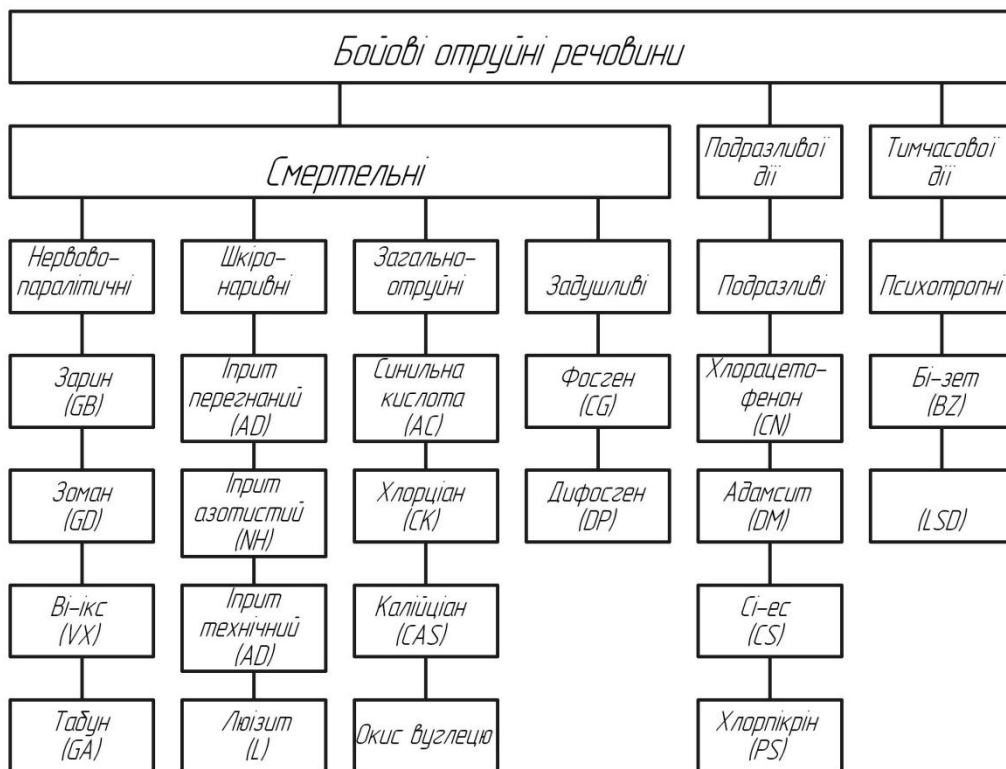 Бойові отруйні речовини
Смертельні
Подразливої
дії
Тимчасової
дії
Нервово-
паралітичні
Шкіро-
наривні
Загально-
отруйні
Задушливі
Подразливі
Психотропні
Зарин
(GB)
Іприт
перегнаний
(AD)
Синильна
кислота
(AC)
Фосген
(CG)
Хлорацето-
фенон
(CN)
Бі-зет
(BZ)
Зоман
(GD)
Іприт
азотистий
(NH)
Хлорціан
(CK)
Дифосген
(DP)
Адамсит
(DM)
(LSD)
Ві-ікс
(VX)
Іприт
технічний
(AD)
Калійціан
(CAS)
Сі-ес
(CS)
Табун
(GA)
Люізит
(L)
Окис вуглецю
Хлорпікрін
(PS)